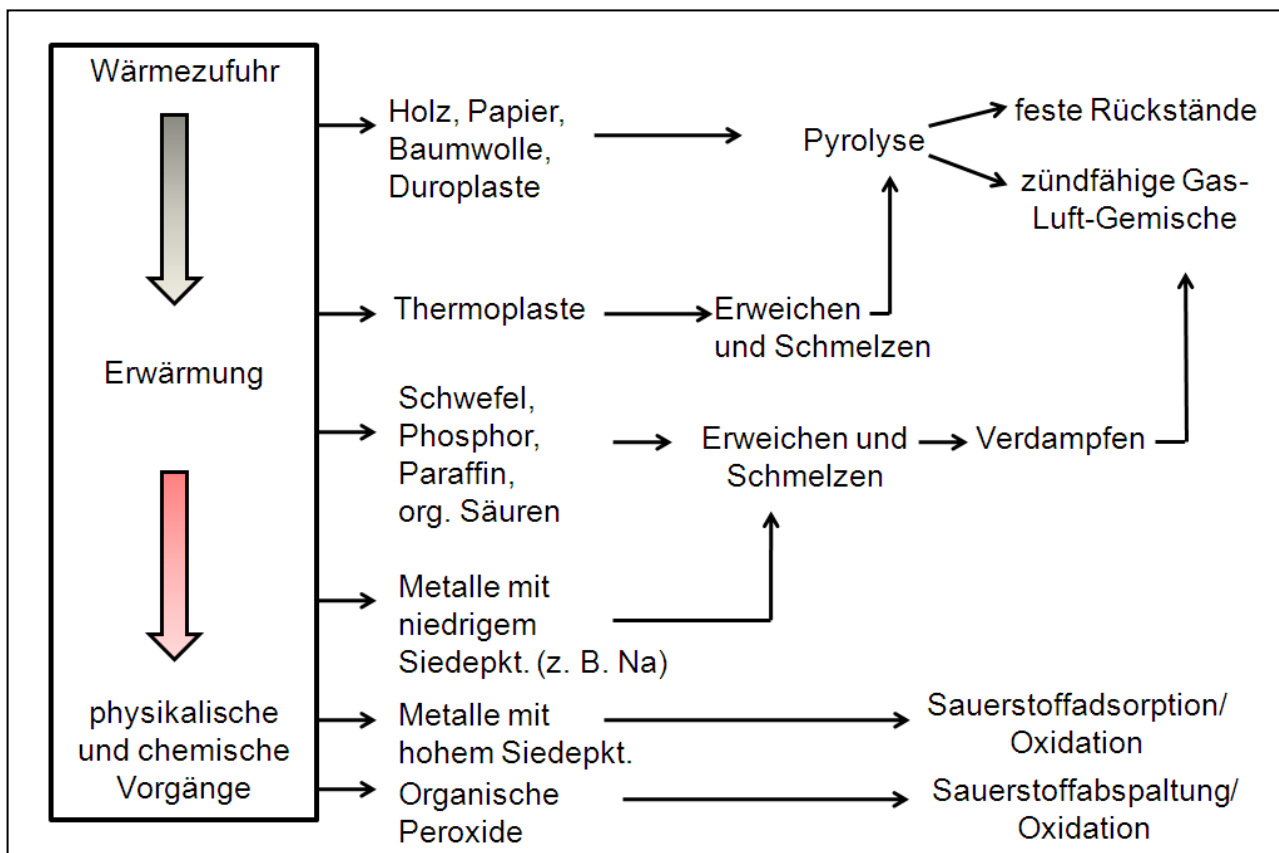 Wärmezufuhr
Erwärmung
physikalische
und chemische
Vorgänge
Holz, Papier,
Baumwolle,
Duroplaste
Pyrolyse
feste Rückstände
zündfähige Gas-
Luft-Gemische
Thermoplaste
Erweichen
und Schmelzen
Schwefel,
Phosphor,
Paraffin,
org. Säuren
Erweichen und
Schmelzen
Verdampfen
Metalle mit
niedrigem
Siedepkt. (z. B. Na)
Metalle mit
hohem Siedepkt.
Sauerstoffadsorption/
Oxidation
Organische
Peroxide
Sauerstoffabspaltung/
Oxidation